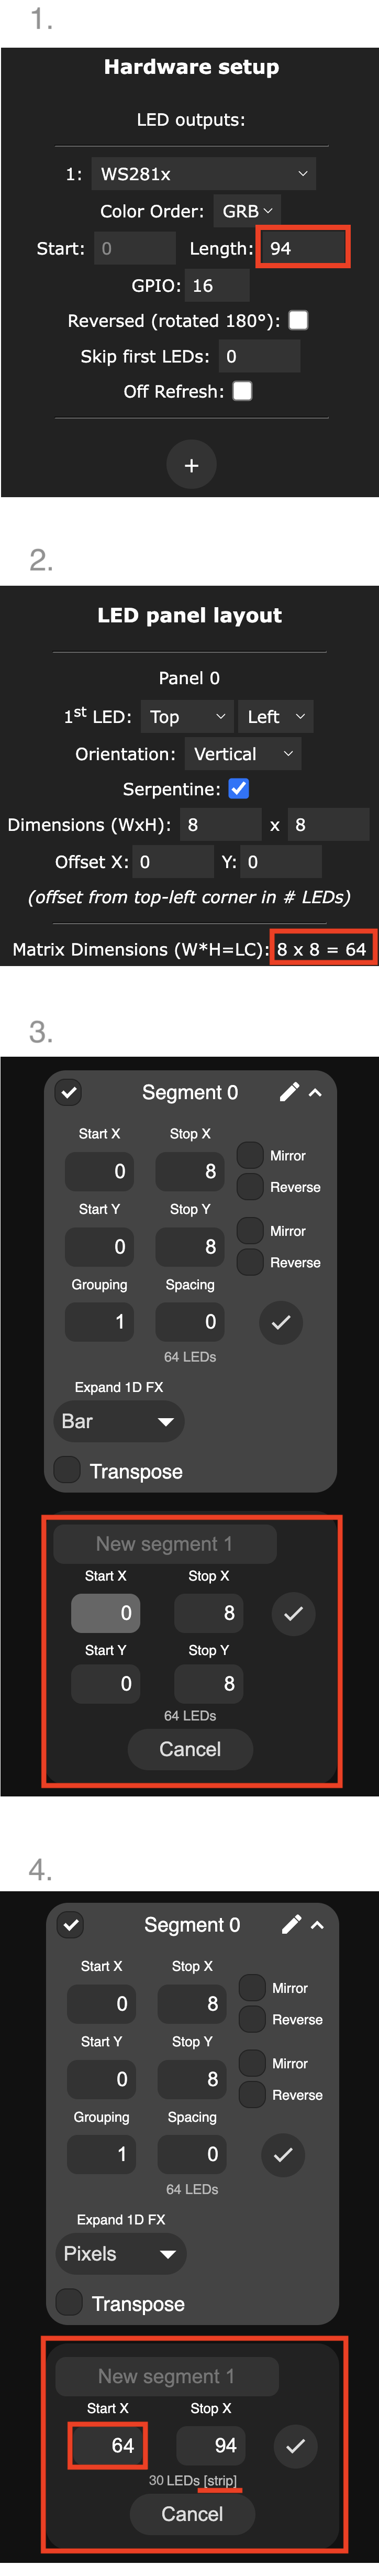 1.
Hardware setup
LED outputs:
1: WS281x
Color Order: GRB
Start: 0 Length: 94
GPIO: 16
Reversed (rotated 180°):
Skip first LEDs: 0
Off Refresh:
+
2.
LED panel layout
Panel 0
1st LED: Top Left
Orientation: Vertical
Serpentine:
Dimensions (WxH): 8 x 8
Offset X: 0 Y: 0
(offset from top-left corner in # LEDs)
Matrix Dimensions (W*H=LC): 8 x 8 = 64
3.
Segment 0
Start X Stop X
0 8 Mirror
Reverse
Start Y Stop Y
0 8 Mirror
Reverse
Grouping Spacing
1 0
64 LEDs
Expand 1D FX
Bar
Transpose
New segment 1
Start X Stop X
0 8
Start Y Stop Y
0 8
64 LEDs
Cancel
4.
Segment 0
Start X Stop X
0 8 Mirror
Reverse
Start Y Stop Y
0 8 Mirror
Reverse
Grouping Spacing
1 0
64 LEDs
Expand 1D FX
Pixels
Transpose
New segment 1
Start X Stop X
64 94
30 LEDs [strip]
Cancel